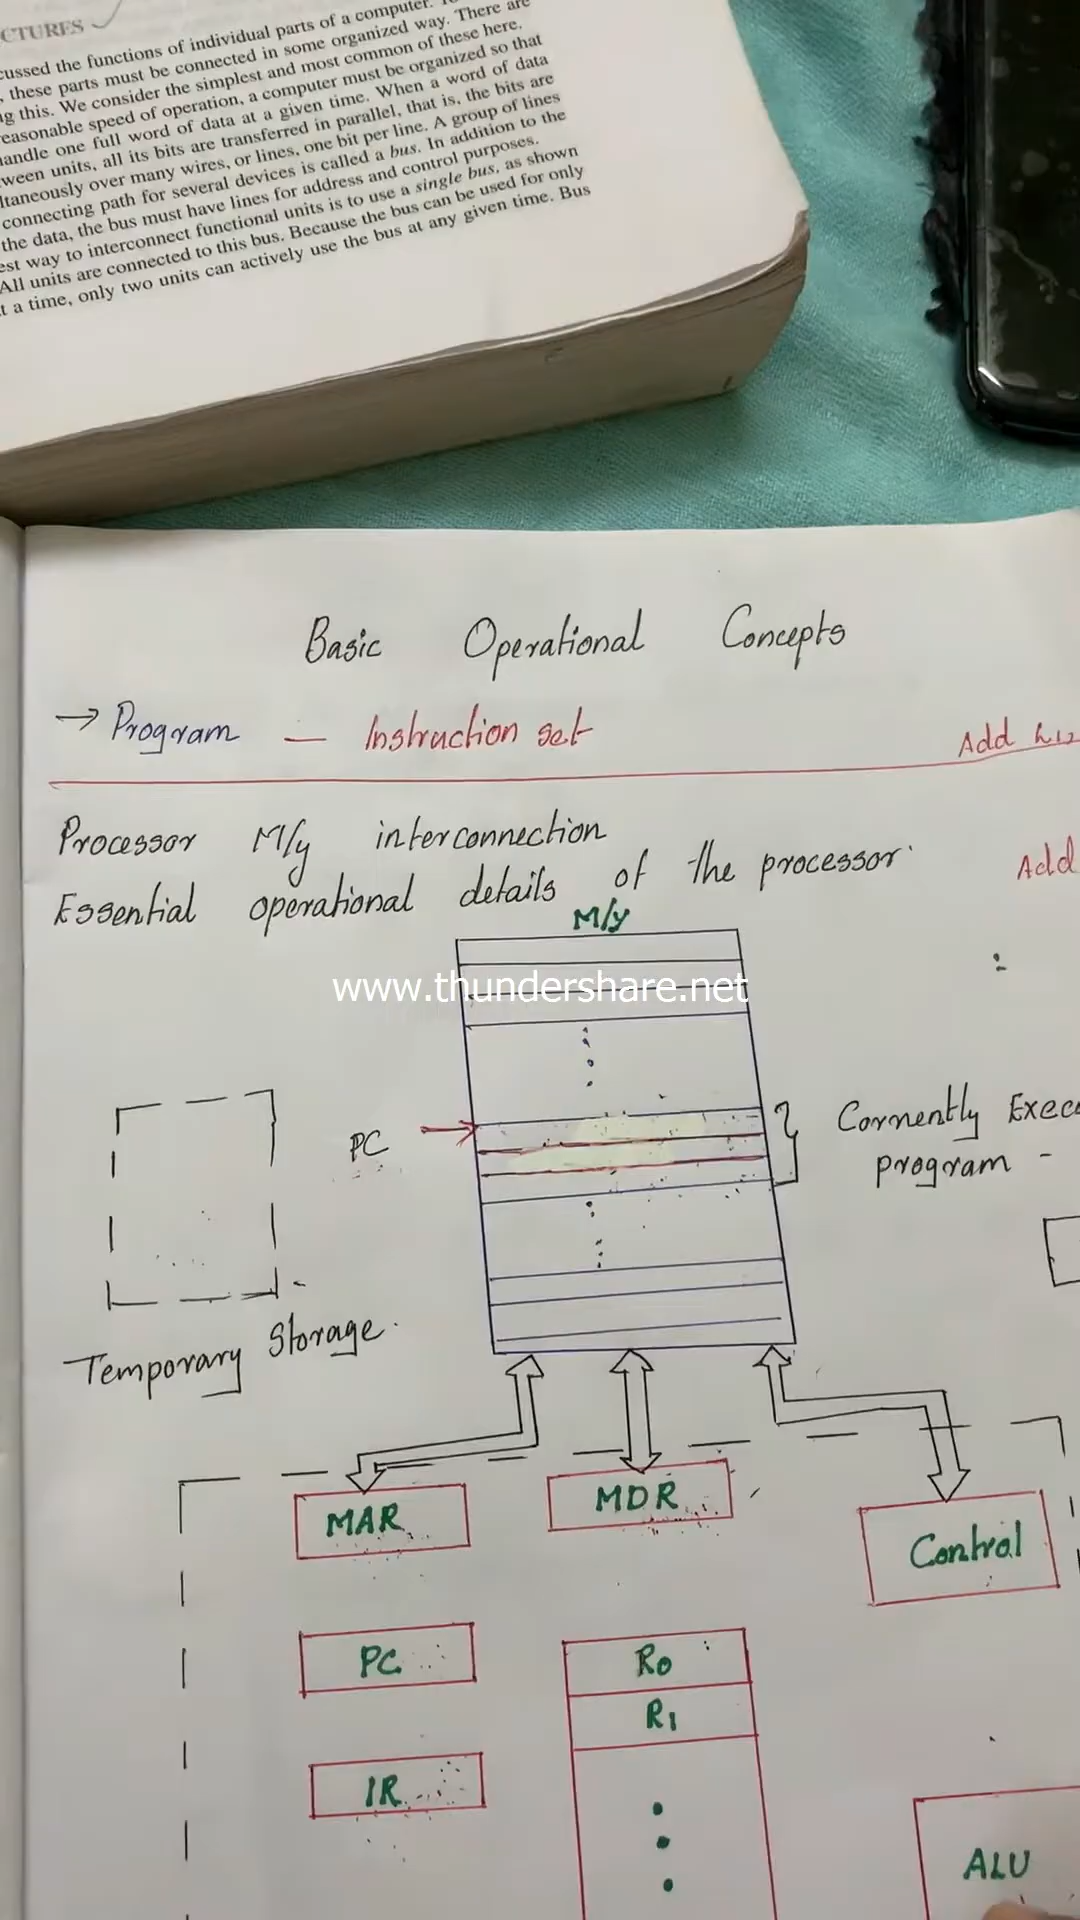 CTURES
cussed the functions of individual parts of a computer.
, these parts must be connected in some organized way. There are
g this. We consider the simplest and most common of these here.
easonable speed of operation, a computer must be organized so that
andle one full word of data at a given time. When a word of data
ween units, all its bits are transferred in parallel, that is, the bits are
ltaneously over many wires, or lines, one bit per line. A group of lines
connecting path for several devices is called a bus. In addition to the
the data, the bus must have lines for address and control purposes.
est way to interconnect functional units is to use a single bus, as shown
All units are connected to this bus. Because the bus can be used for only
t a time, only two units can actively use the bus at any given time. Bus
Basic Operational Concepts
→ Program — Instruction set
Add
Processor M/y interconnection
Essential operational details of the processor.
Add
M/y
www.thundershare.net
PC
Cornently Exec
program -
Temporary Storage.
MAR
MDR
Control
PC
R0
R1
IR
ALU